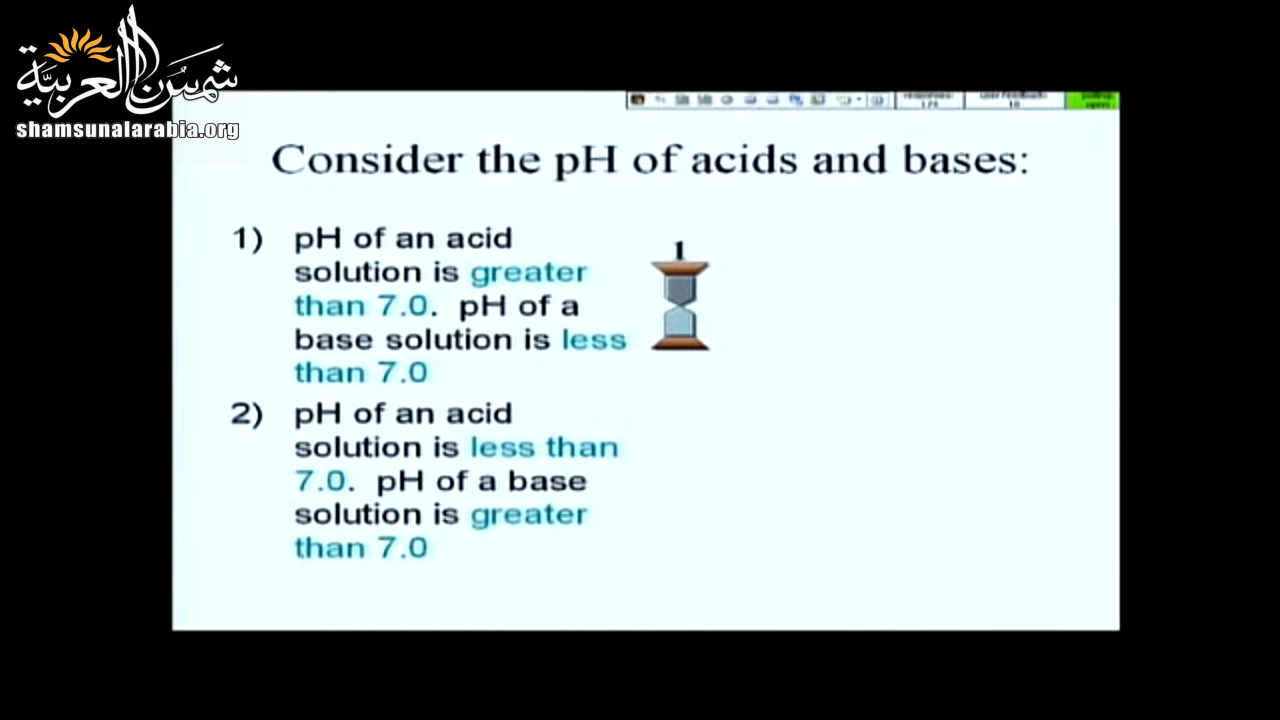 شمس العربية
shamsunalarabia.org
Consider the pH of acids and bases:
1) pH of an acid
solution is greater
than 7.0. pH of a
base solution is less
than 7.0
1
2) pH of an acid
solution is less than
7.0. pH of a base
solution is greater
than 7.0